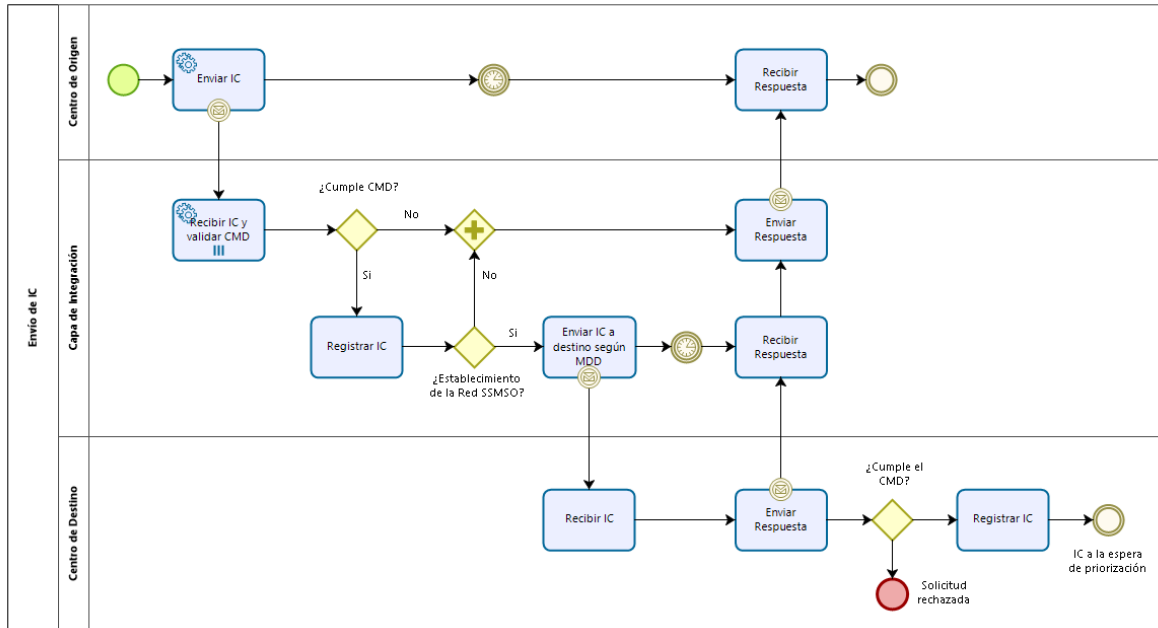 Envío de IC
Centro de Origen
Enviar IC
Recibir
Respuesta
Capa de Integración
¿Cumple CMD?
Recibir IC y
validar CMD
No
Enviar
Respuesta
Si
No
Registrar IC
Si
Enviar IC a
destino según
MDD
Recibir
Respuesta
¿Establecimiento
de la Red SSMSO?
Centro de Destino
¿Cumple el
CMD?
Recibir IC
Enviar
Respuesta
Registrar IC
IC a la espera
de priorización
Solicitud
rechazada